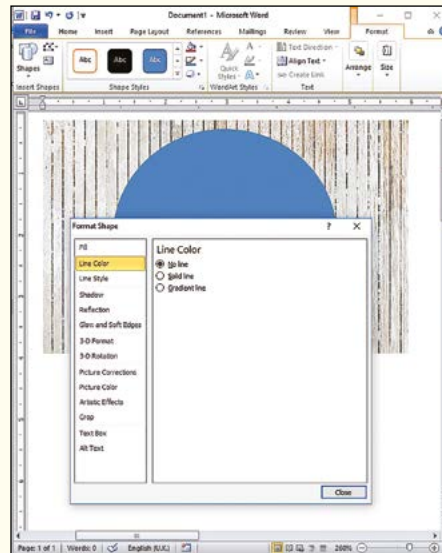 Document1 - Microsoft Word
File Home Insert Page Layout References Mailings Review View Format
Shapes
Abc Abc Abc
Quick Styles
Text Direction
Align Text
Create Link
Arrange
Size
Insert Shapes Shape Styles WordArt Styles Text
Format Shape ? X
Fill
Line Color
Line Style
Shadow
Reflection
Glow and Soft Edges
3-D Format
3-D Rotation
Picture Corrections
Picture Color
Artistic Effects
Crop
Text Box
Alt Text
Line Color
No line
Solid line
Gradient line
Close
Page: 1 of 1 Words: 0 English (U.K.) 260%